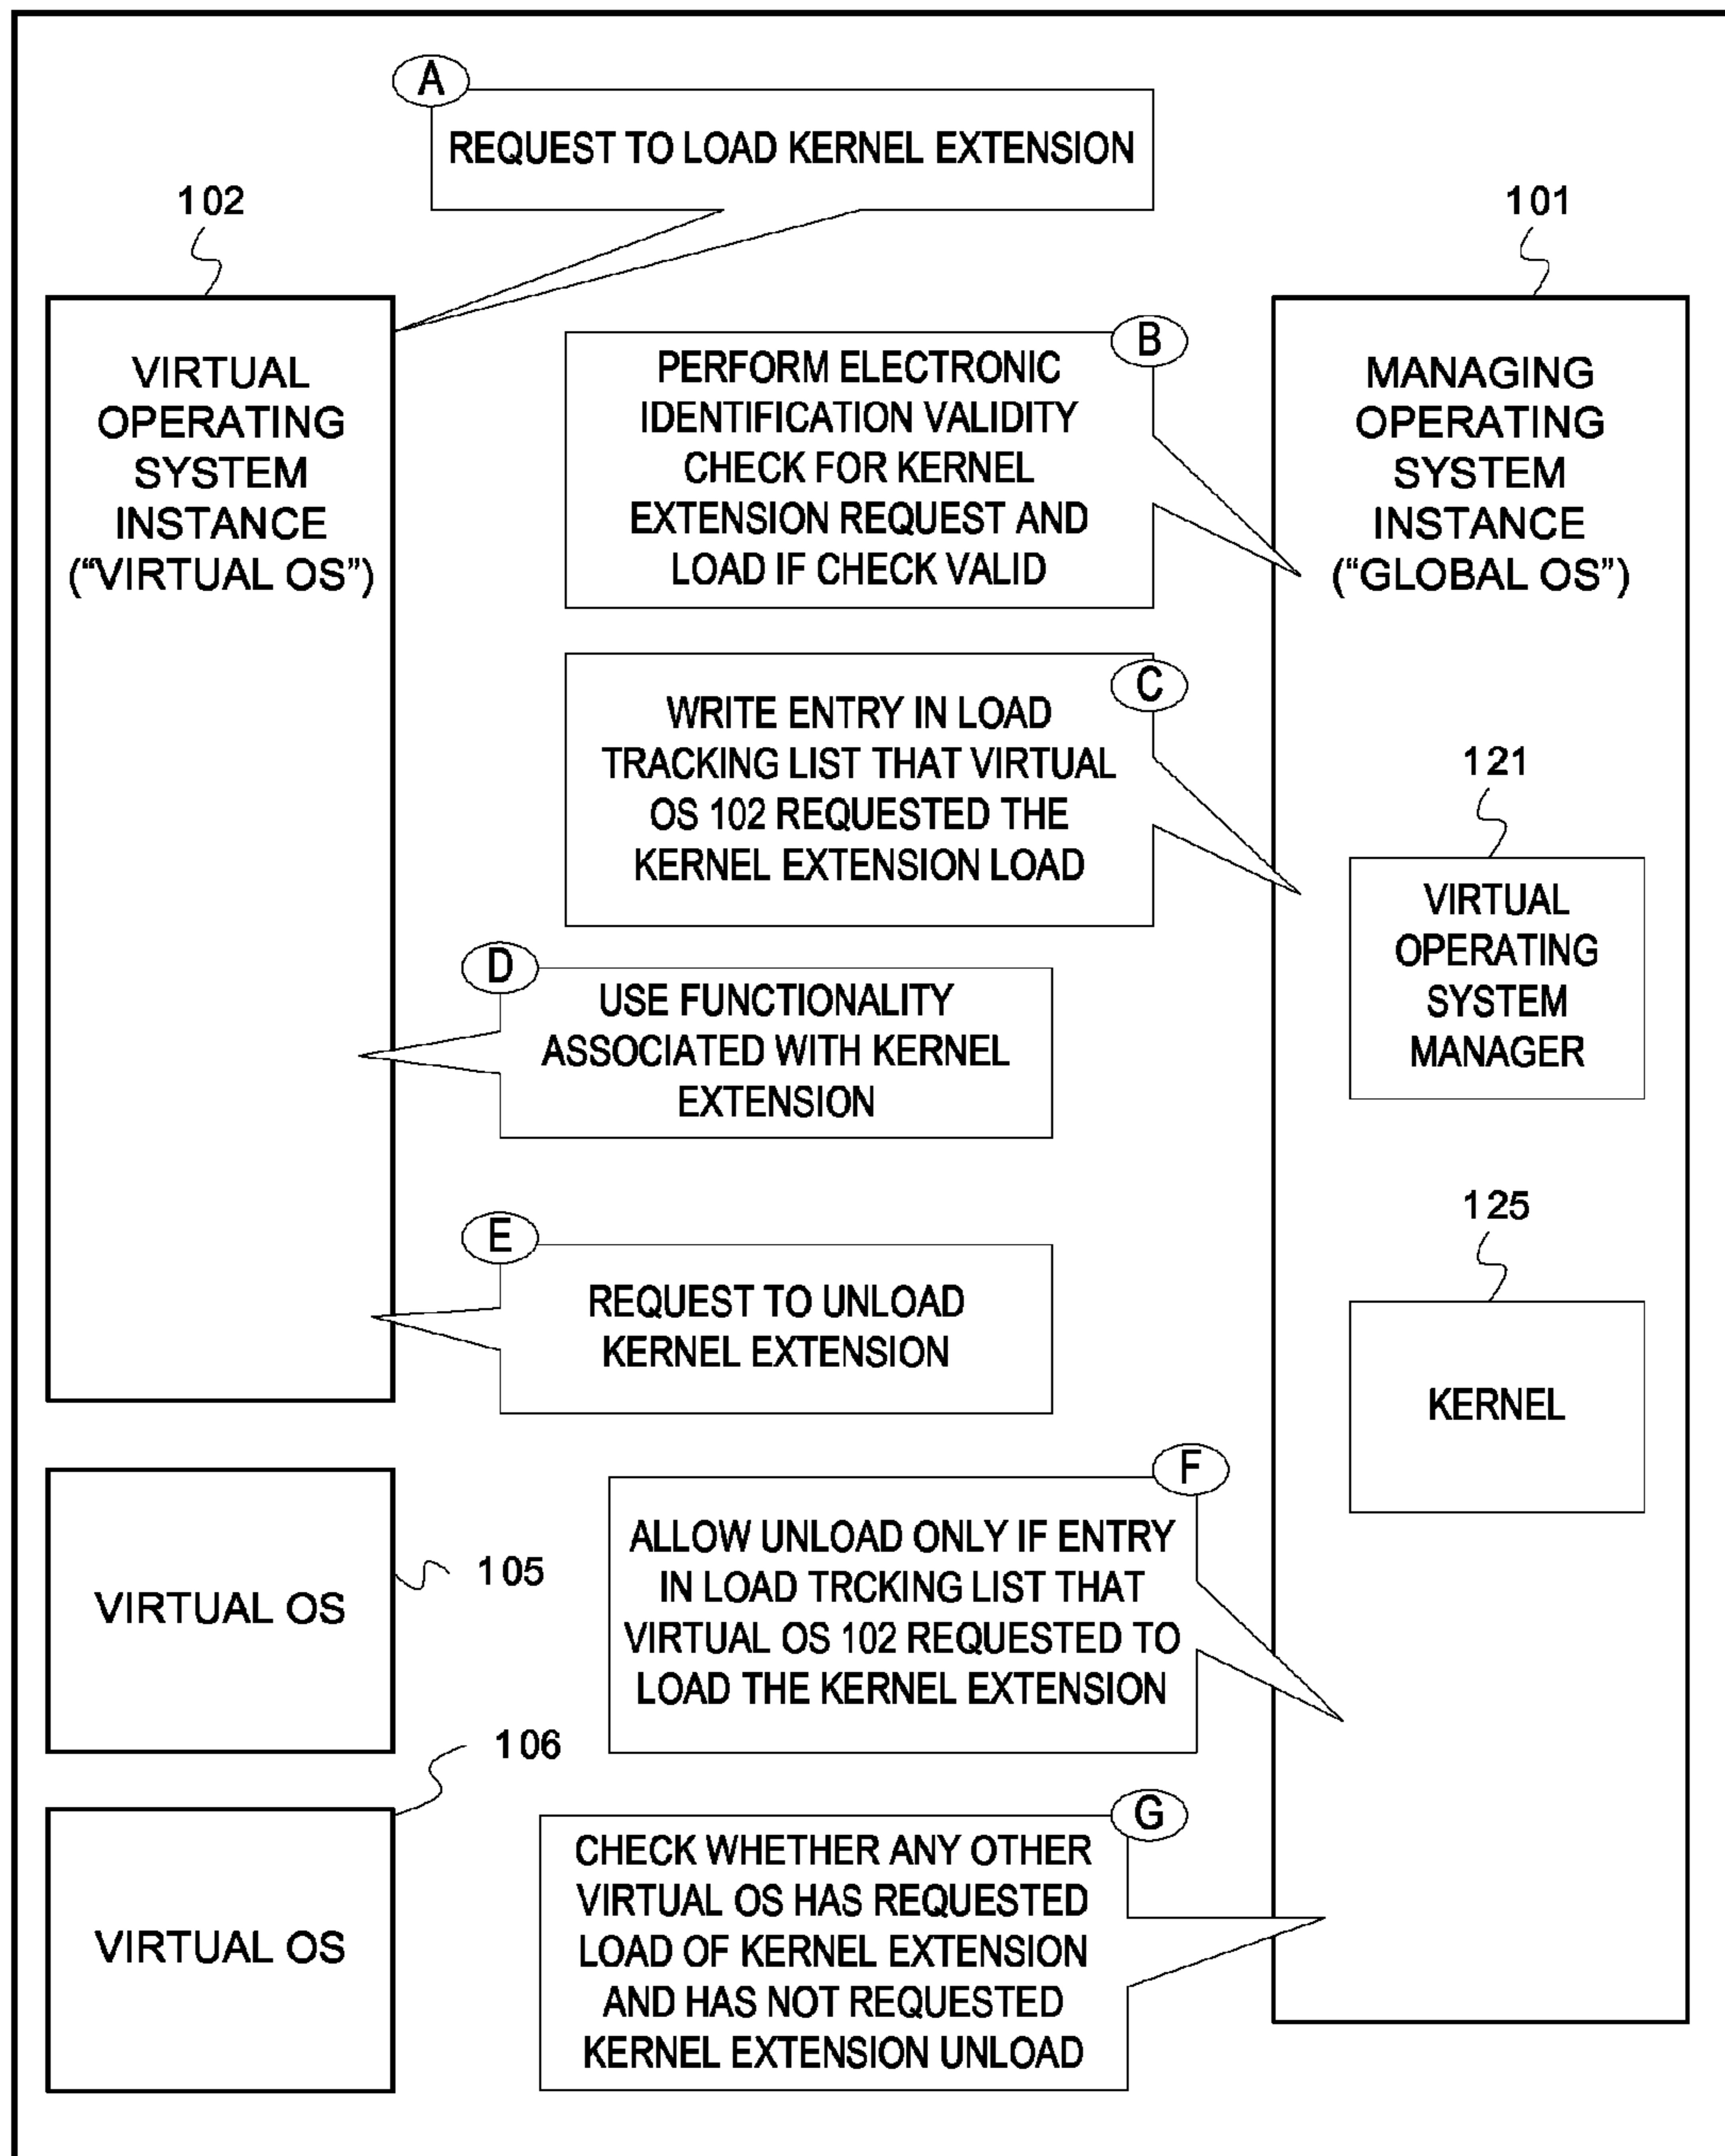 A
REQUEST TO LOAD KERNEL EXTENSION
102
101
VIRTUAL
OPERATING
SYSTEM
INSTANCE
(“VIRTUAL OS”)
B
PERFORM ELECTRONIC
IDENTIFICATION VALIDITY
CHECK FOR KERNEL
EXTENSION REQUEST AND
LOAD IF CHECK VALID
MANAGING
OPERATING
SYSTEM
INSTANCE
(“GLOBAL OS”)
C
WRITE ENTRY IN LOAD
TRACKING LIST THAT VIRTUAL
OS 102 REQUESTED THE
KERNEL EXTENSION LOAD
121
VIRTUAL
OPERATING
SYSTEM
MANAGER
D
USE FUNCTIONALITY
ASSOCIATED WITH KERNEL
EXTENSION
E
REQUEST TO UNLOAD
KERNEL EXTENSION
125
KERNEL
F
ALLOW UNLOAD ONLY IF ENTRY
IN LOAD TRCKING LIST THAT
VIRTUAL OS 102 REQUESTED TO
LOAD THE KERNEL EXTENSION
VIRTUAL OS
105
106
VIRTUAL OS
G
CHECK WHETHER ANY OTHER
VIRTUAL OS HAS REQUESTED
LOAD OF KERNEL EXTENSION
AND HAS NOT REQUESTED
KERNEL EXTENSION UNLOAD